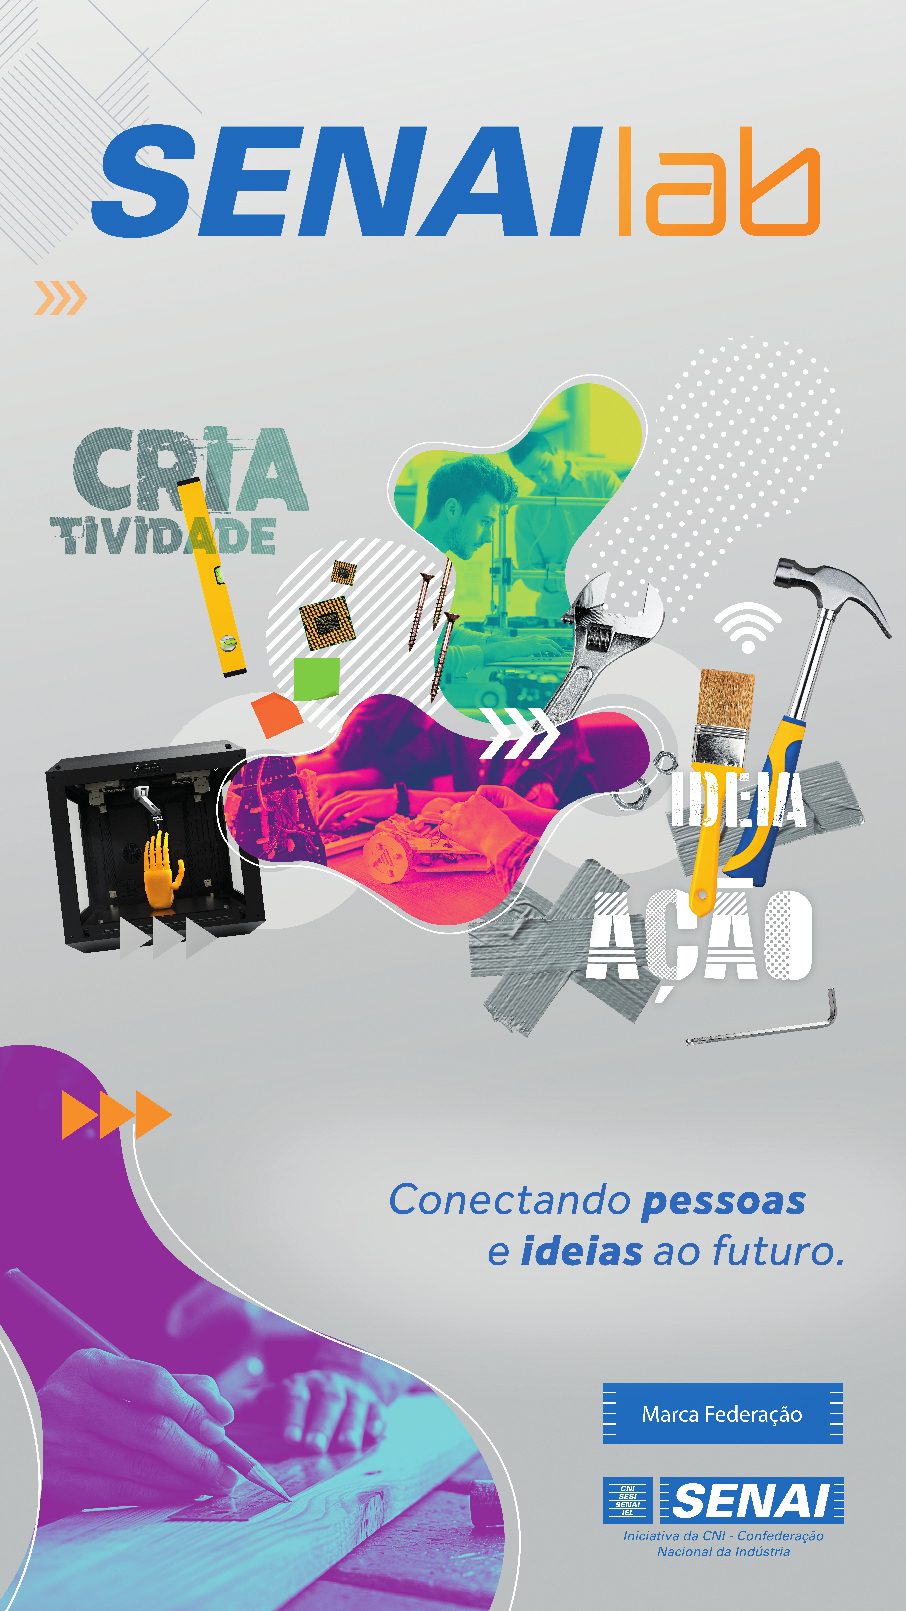 SENAI lab
CRIA
TIVIDADE
IDEIA
AÇÃO
Conectando pessoas
e ideias ao futuro.
Marca Federação
CNI
SESI
SENAI
IEL
SENAI
Iniciativa da CNI - Confederação
Nacional da Indústria